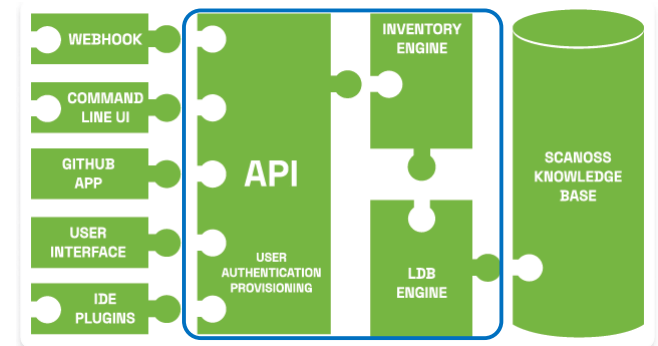 WEBHOOK
COMMAND
LINE UI
GITHUB
APP
USER
INTERFACE
IDE
PLUGINS
API
USER
AUTHENTICATION
PROVISIONING
INVENTORY
ENGINE
LDB
ENGINE
SCANOSS
KNOWLEDGE
BASE